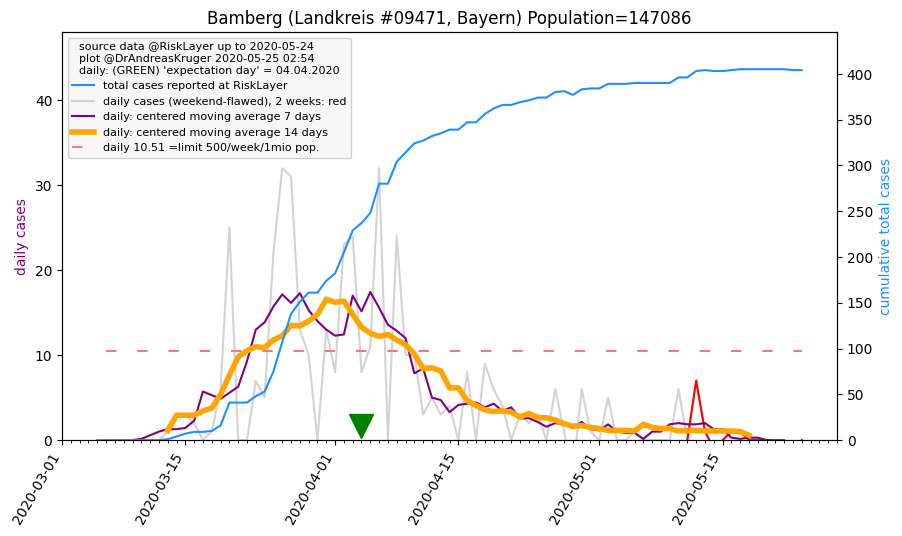 Bamberg (Landkreis #09471, Bayern) Population=147086
source data @RiskLayer up to 2020-05-24
plot @DrAndreasKruger 2020-05-25 02:54
daily: (GREEN) 'expectation day' = 04.04.2020
total cases reported at RiskLayer
daily cases (weekend-flawed), 2 weeks: red
daily: centered moving average 7 days
daily: centered moving average 14 days
daily 10.51 =limit 500/week/1mio pop.
daily cases
0
10
20
30
40
cumulative total cases
0
50
100
150
200
250
300
350
400
2020-03-01
2020-03-15
2020-04-01
2020-04-15
2020-05-01
2020-05-15